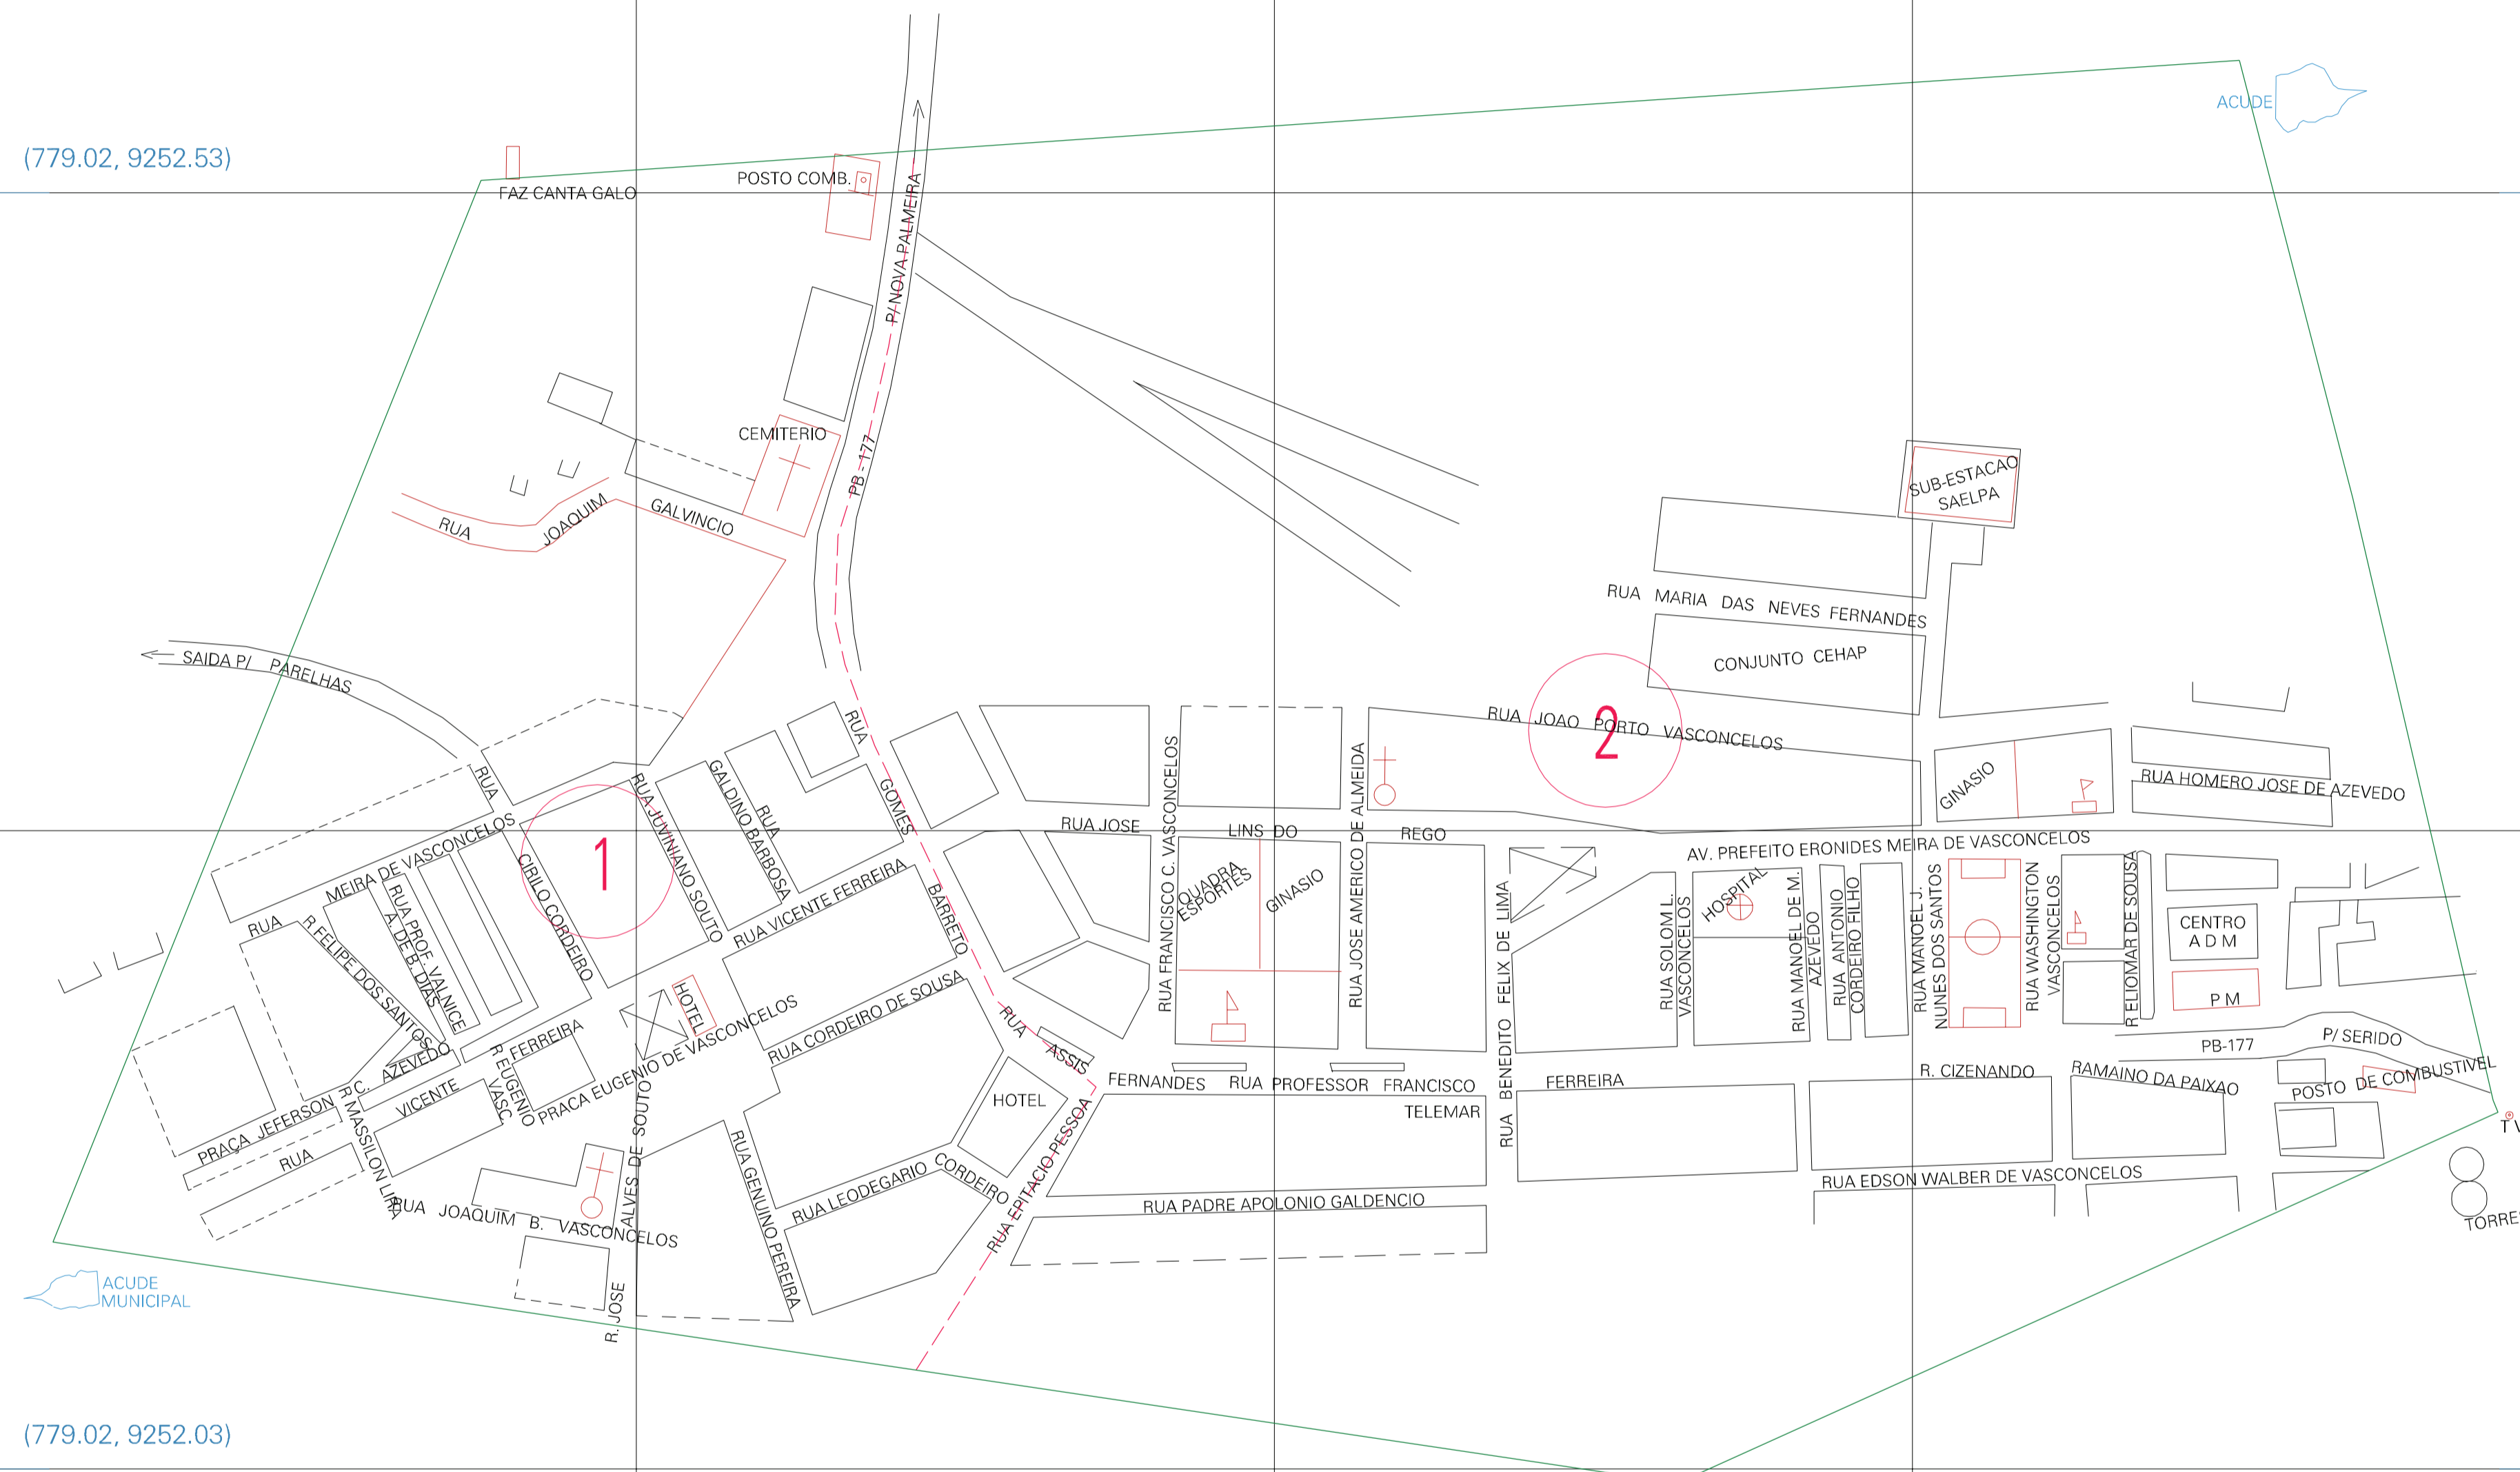 ACUDE
(779.02, 9252.53)
FAZ CANTA GALO
POSTO COMB.
P/ NOVA PALMEIRA
PB - 177
CEMITERIO
RUA JOAQUIM GALVINCIO
SUB-ESTACAO
SAELPA
RUA MARIA DAS NEVES FERNANDES
CONJUNTO CEHAP
SAIDA P/ PARELHAS
RUA JOAO PORTO VASCONCELOS
2
1
GINASIO
RUA HOMERO JOSE DE AZEVEDO
RUA
MEIRA DE VASCONCELOS
RUA
CIRILO CORDEIRO
RUA JUVINIANO SOUTO
GALDINO BARBOSA
RUA
RUA GOMES BARRETO
RUA VICENTE FERREIRA
RUA JOSE LINS DO REGO
RUA FRANCISCO C. VASCONCELOS
RUA JOSE AMERICO DE ALMEIDA
QUADRA
ESPORTES
GINASIO
AV. PREFEITO ERONIDES MEIRA DE VASCONCELOS
RUA BENEDITO FELIX DE LIMA
RUA SOLOM L.
VASCONCELOS
HOSPITAL
RUA MANOEL DE M.
AZEVEDO
RUA ANTONIO
CORDEIRO FILHO
RUA MANOEL J.
NUNES DOS SANTOS
RUA WASHINGTON
VASCONCELOS
R ELIOMAR DE SOUSA
CENTRO
A D M
P M
P/ SERIDO
PB-177
POSTO DE COMBUSTIVEL
R FELIPE DOS SANTOS
RUA PROF. VALNICE
A. DE B. DIAS
HOTEL
PRAÇA JEFERSON C. AZEVEDO
R EUGENIO
VASC
RUA VICENTE FERREIRA
R MASSILON LIRA
PRACA EUGENIO DE VASCONCELOS
RUA CORDEIRO DE SOUSA
RUA
ASSIS
HOTEL
FERNANDES RUA PROFESSOR FRANCISCO FERREIRA
TELEMAR
R. CIZENANDO RAMAINO DA PAIXAO
T V
RUA JOAQUIM B. VASCONCELOS
R. JOSE ALVES DE SOUTO
RUA GENUINO PEREIRA
RUA LEODEGARIO CORDEIRO
RUA EPITACIO PESSOA
RUA PADRE APOLONIO GALDENCIO
RUA EDSON WALBER DE VASCONCELOS
TORRE
ACUDE
MUNICIPAL
(779.02, 9252.03)